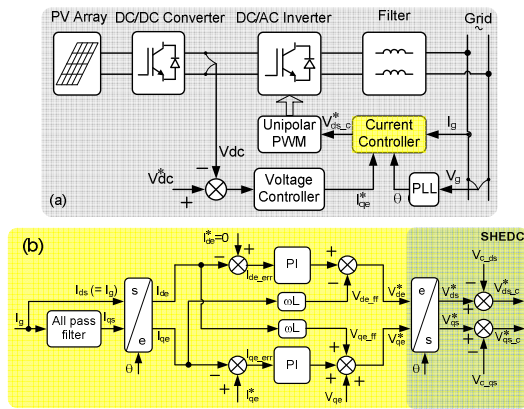 PV Array DC/DC Converter DC/AC Inverter Filter Grid
~
V*ds_c
Unipolar PWM
Current Controller
Ig
Vdc
V*dc
−
+
Voltage Controller
I*qe
θ
PLL
Vg
(a)
(b)
SHEDC
I*de=0
Vc_ds
Ids (= Ig)
s
e
Ide
−
+
Ide_err
PI
+
−
V*de
e
s
V*ds
+
−
V*ds_c
ωL
Vde_ff
Ig
All pass filter
Iqs
Iqe
ωL
Vqe_ff
V*qe
V*qs
+
−
V*qs_c
θ
−
+
Iqe_err
PI
+
+
+
θ
I*qe
Vqe
Vc_qs